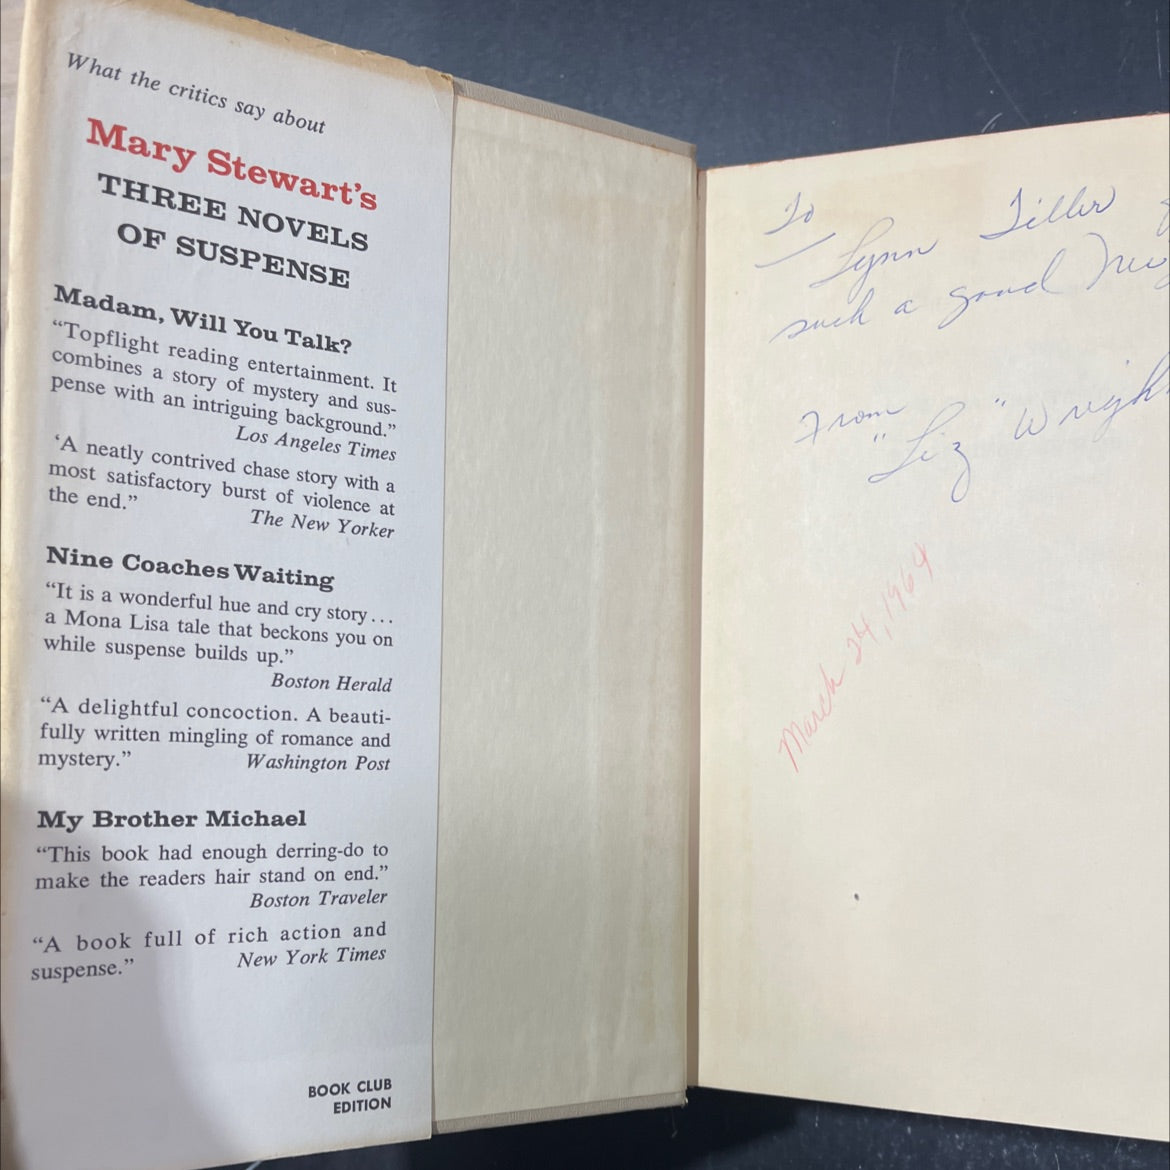 What the critics say about
Mary Stewart's
THREE NOVELS
OF SUSPENSE
Madam, Will You Talk?
“Topflight reading entertainment. It
combines a story of mystery and sus-
pense with an intriguing background.”
Los Angeles Times
‘A neatly contrived chase story with a
most satisfactory burst of violence at
the end.” The New Yorker
Nine Coaches Waiting
“It is a wonderful hue and cry story...
a Mona Lisa tale that beckons you on
while suspense builds up.”
Boston Herald
“A delightful concoction. A beauti-
fully written mingling of romance and
mystery.” Washington Post
My Brother Michael
“This book had enough derring-do to
make the readers hair stand on end.”
Boston Traveler
“A book full of rich action and
suspense.” New York Times
BOOK CLUB
EDITION
To
Lynn Tiller
such a good
From
"Liz" Wrigh
March 24, 1964